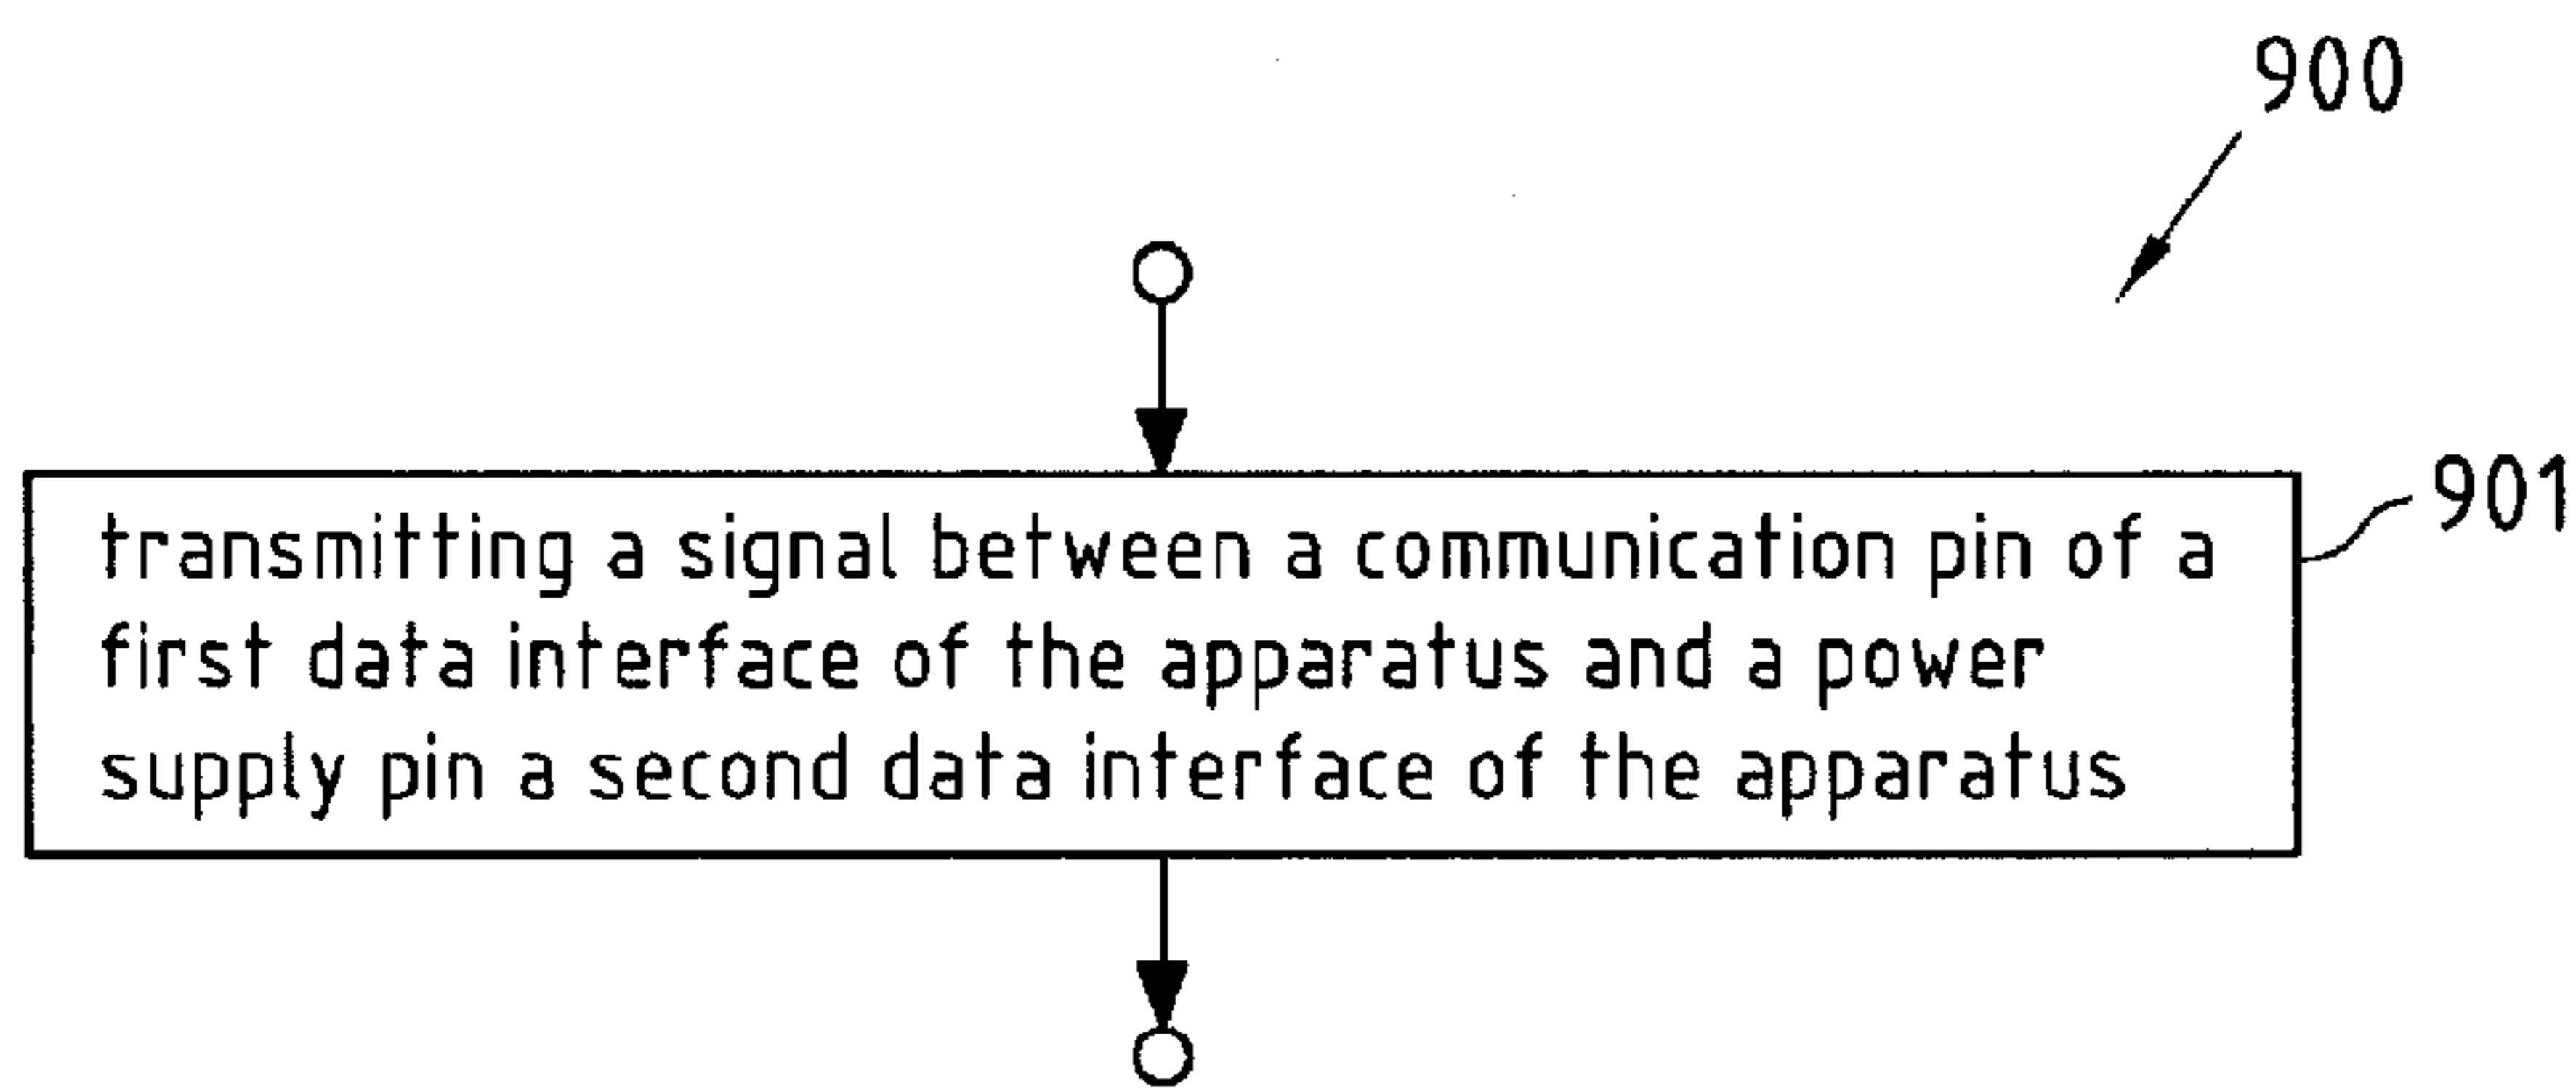 900
901
transmitting a signal between a communication pin of a
first data interface of the apparatus and a power
supply pin a second data interface of the apparatus